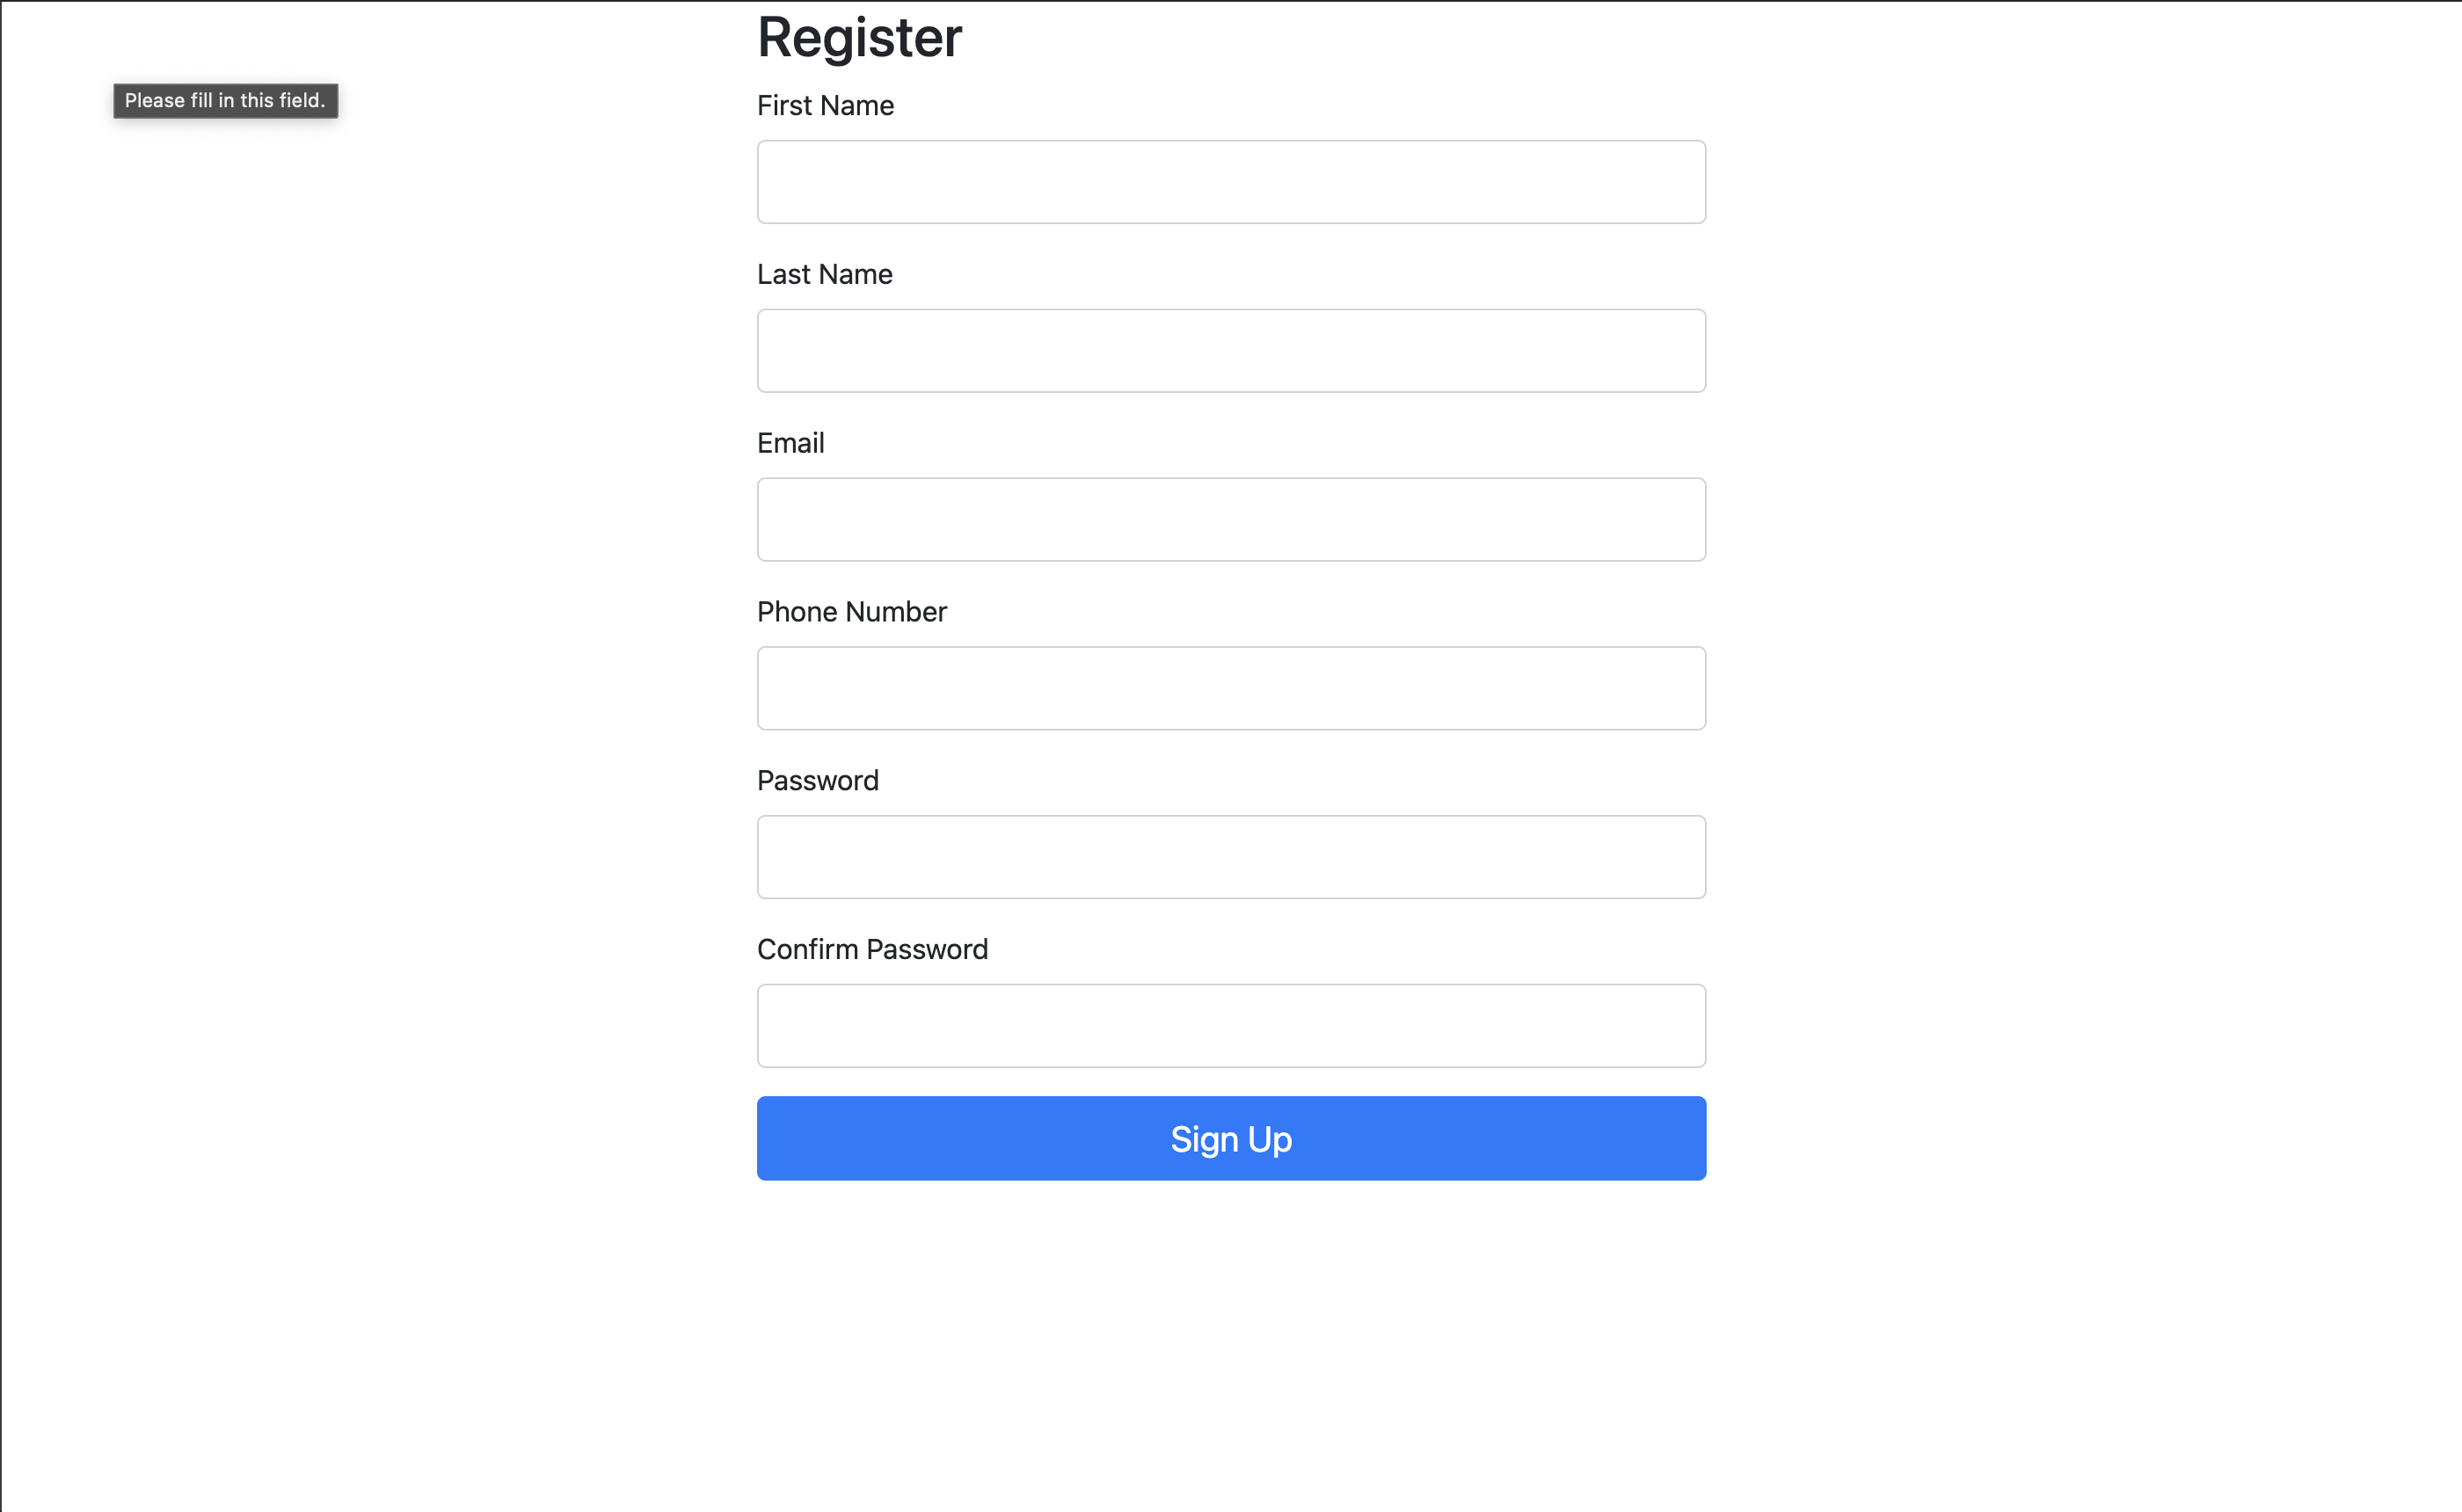 Register
Please fill in this field.
First Name
Last Name
Email
Phone Number
Password
Confirm Password
Sign Up